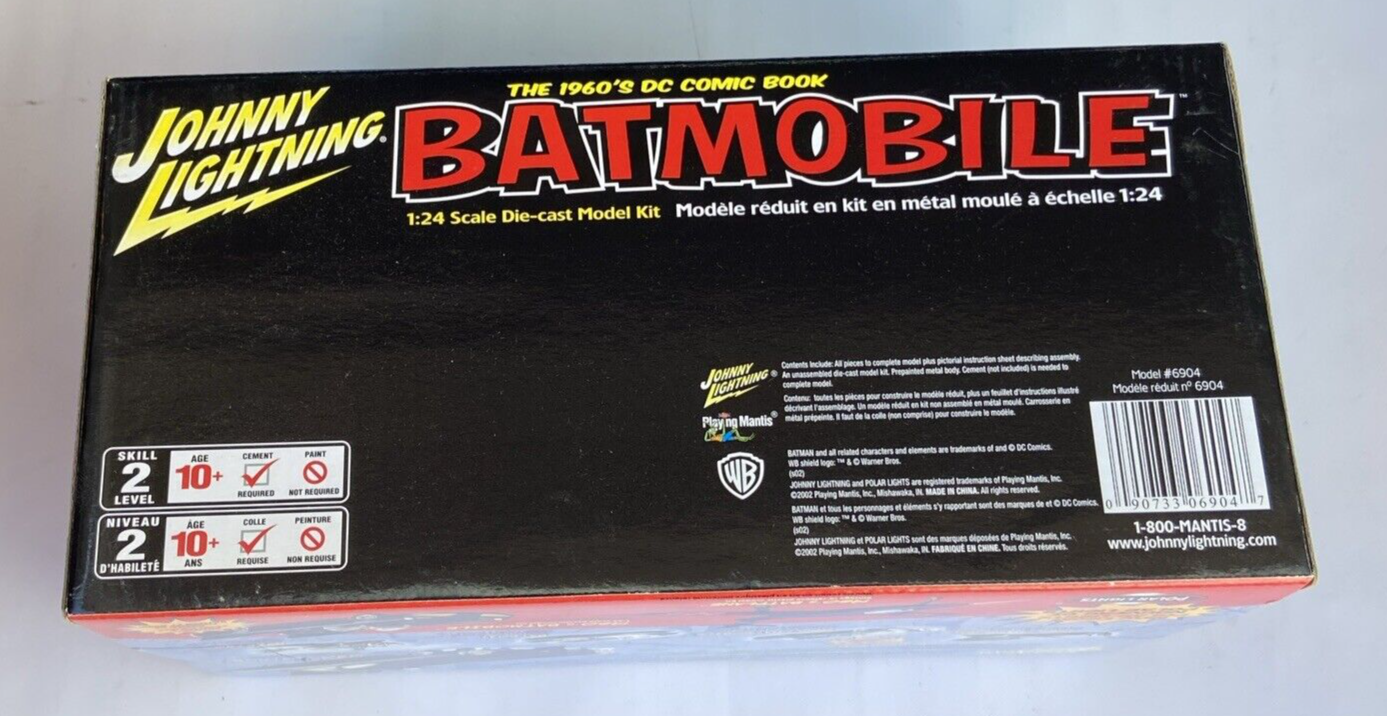 JOHNNY
LIGHTNING®
THE 1960'S DC COMIC BOOK
BATMOBILE™
1:24 Scale Die-cast Model Kit Modèle réduit en kit en métal moulé à échelle 1:24
JOHNNY
LIGHTNING®
Playing Mantis®
WB
Contents Include: All pieces to complete model plus pictorial instruction sheet describing assembly.
An unassembled die-cast model kit. Prepainted metal body. Cement (not included) is needed to
complete model.
Contenu: toutes les pièces pour construire le modèle réduit, plus un feuillet d'instructions illustré
décrivant l'assemblage. Un modèle réduit en kit non assemblé en métal moulé. Carrosserie en
métal prépeinte. Il faut de la colle (non comprise) pour construire le modèle.
BATMAN and all related characters and elements are trademarks of and © DC Comics.
WB shield logo: ™ & © Warner Bros.
(s02)
JOHNNY LIGHTNING and POLAR LIGHTS are registered trademarks of Playing Mantis, Inc.
©2002 Playing Mantis, Inc., Mishawaka, IN. MADE IN CHINA. All rights reserved.
BATMAN et tous les personnages et éléments s'y rapportant sont des marques de et © DC Comics.
WB shield logo: ™ & © Warner Bros.
(s02)
JOHNNY LIGHTNING et POLAR LIGHTS sont des marques déposées de Playing Mantis, Inc.
©2002 Playing Mantis, Inc., Mishawaka, IN. FABRIQUÉ EN CHINE. Tous droits réservés.
Model #6904
Modèle réduit nº 6904
0 90733 06904 7
1-800-MANTIS-8
www.johnnylightning.com
SKILL
2
LEVEL
AGE
10+
CEMENT
REQUIRED
PAINT
NOT REQUIRED
NIVEAU
2
D'HABILETÉ
ÂGE
10+
ANS
COLLE
REQUISE
PEINTURE
NON REQUISE
POLAR LIGHTS